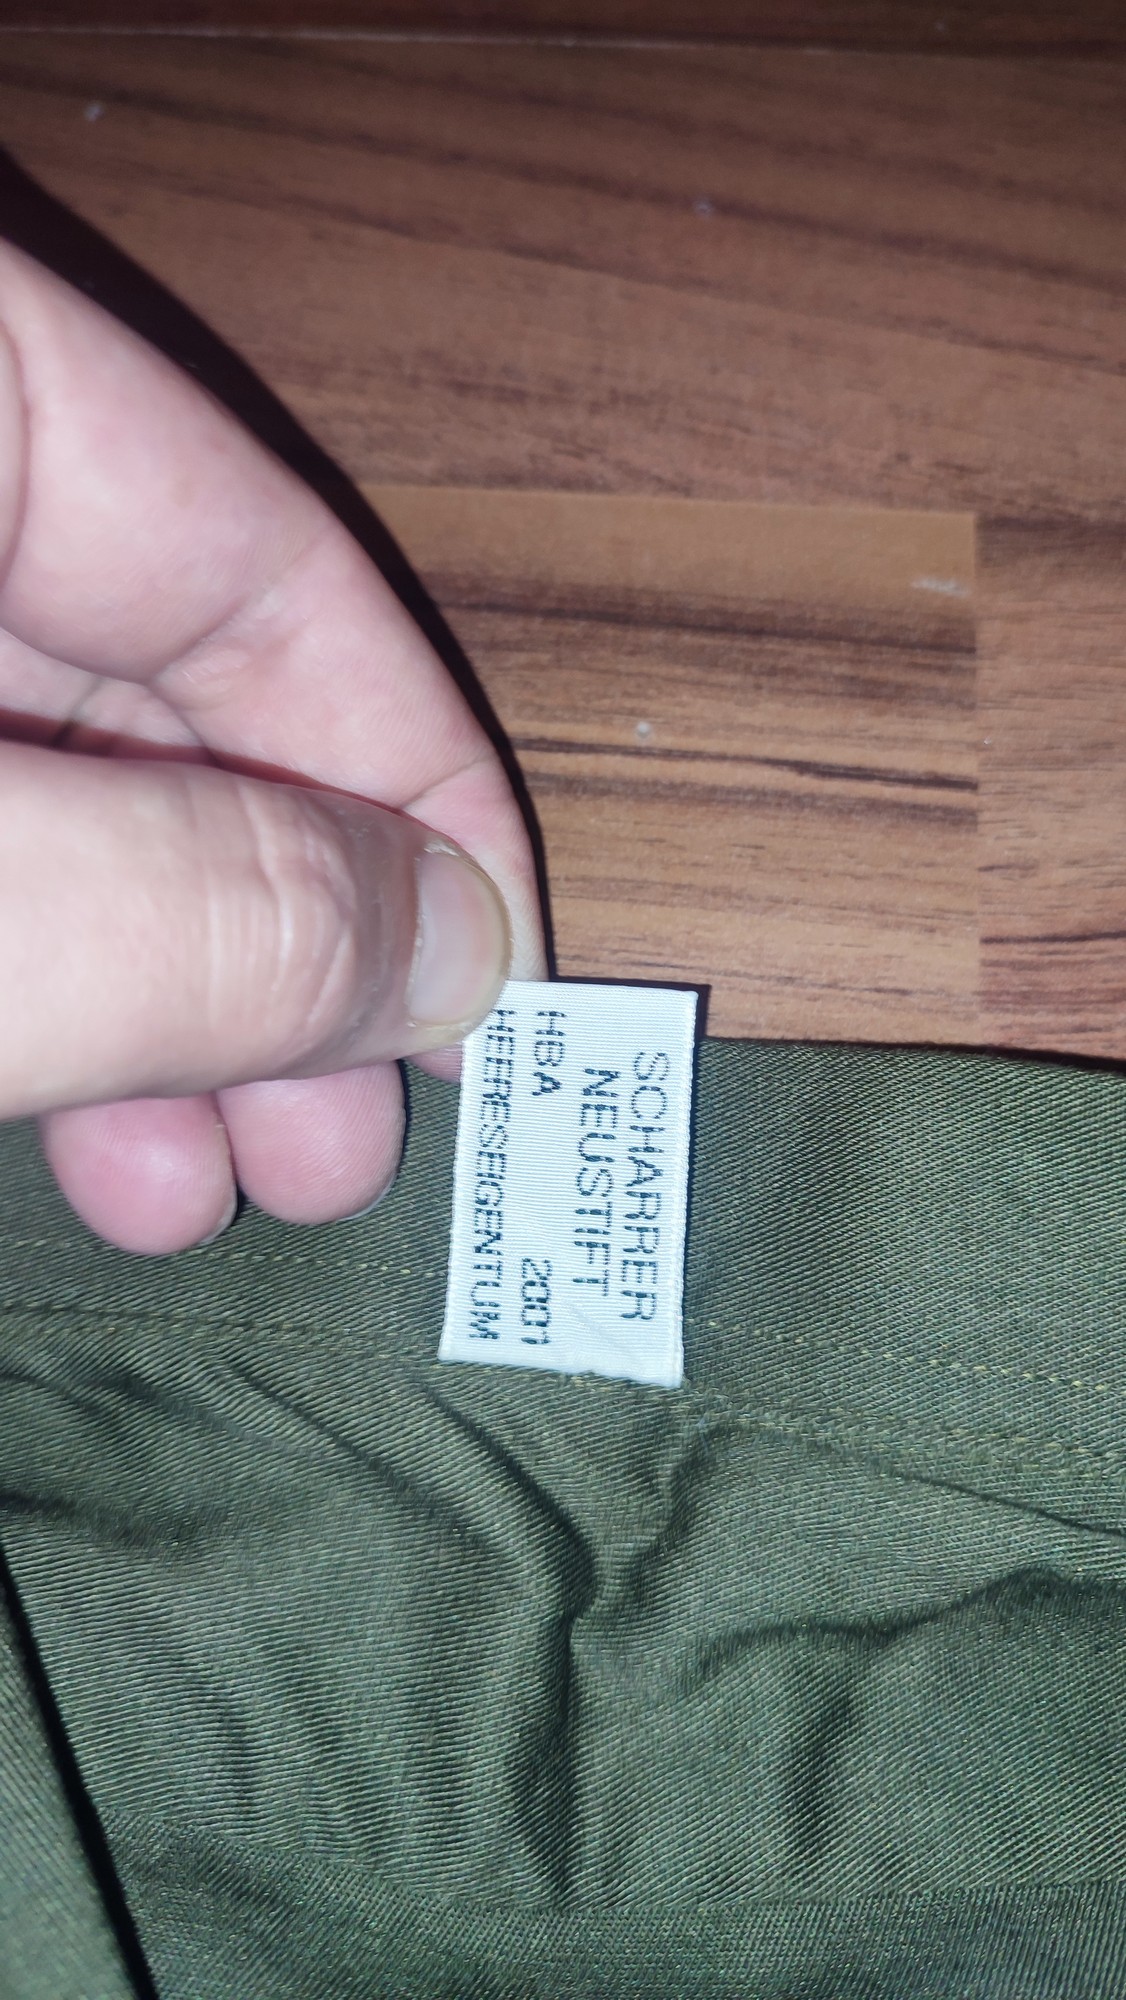 SCHARRER
NEUSTIFT
HBA 2001
HEERESEIGENTUM